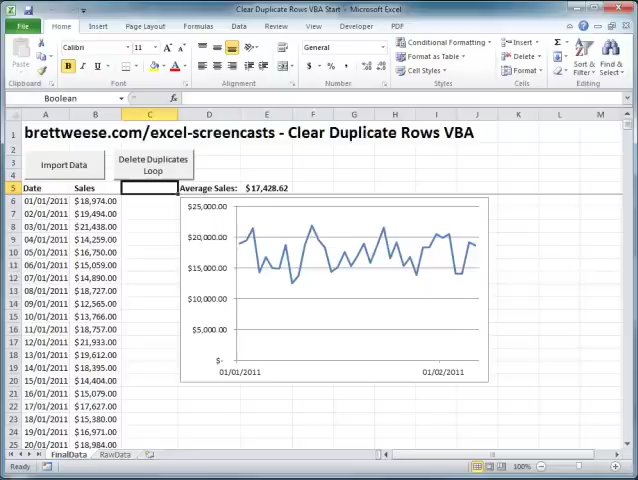 Clear Duplicate Rows VBA Start - Microsoft Excel
File Home Insert Page Layout Formulas Data Review View Developer PDF
Paste
Calibri 11
B I U
General
$ % ,
Conditional Formatting
Format as Table
Cell Styles
Insert
Delete
Format
Sort & Filter
Find & Select
Clipboard Font Alignment Number Styles Cells Editing
Boolean fx
A B C D E F G H I J K L M
1 brettweese.com/excel-screencasts - Clear Duplicate Rows VBA
2
3
4
Import Data
Delete Duplicates
Loop
5 Date Sales Average Sales: $17,428.62
6 01/01/2011 $18,974.00
7 02/01/2011 $19,494.00
8 03/01/2011 $21,438.00
9 04/01/2011 $14,259.00
10 05/01/2011 $16,750.00
11 06/01/2011 $15,059.00
12 07/01/2011 $14,890.00
13 08/01/2011 $18,727.00
14 09/01/2011 $12,565.00
15 10/01/2011 $13,766.00
16 11/01/2011 $18,757.00
17 12/01/2011 $21,933.00
18 13/01/2011 $19,612.00
19 14/01/2011 $18,395.00
20 15/01/2011 $14,404.00
21 16/01/2011 $15,079.00
22 17/01/2011 $17,627.00
23 18/01/2011 $15,380.00
24 19/01/2011 $16,971.00
25 20/01/2011 $18,984.00
$25,000.00
$20,000.00
$15,000.00
$10,000.00
$5,000.00
$-
01/01/2011 01/02/2011
FinalData RawData
Ready 100%